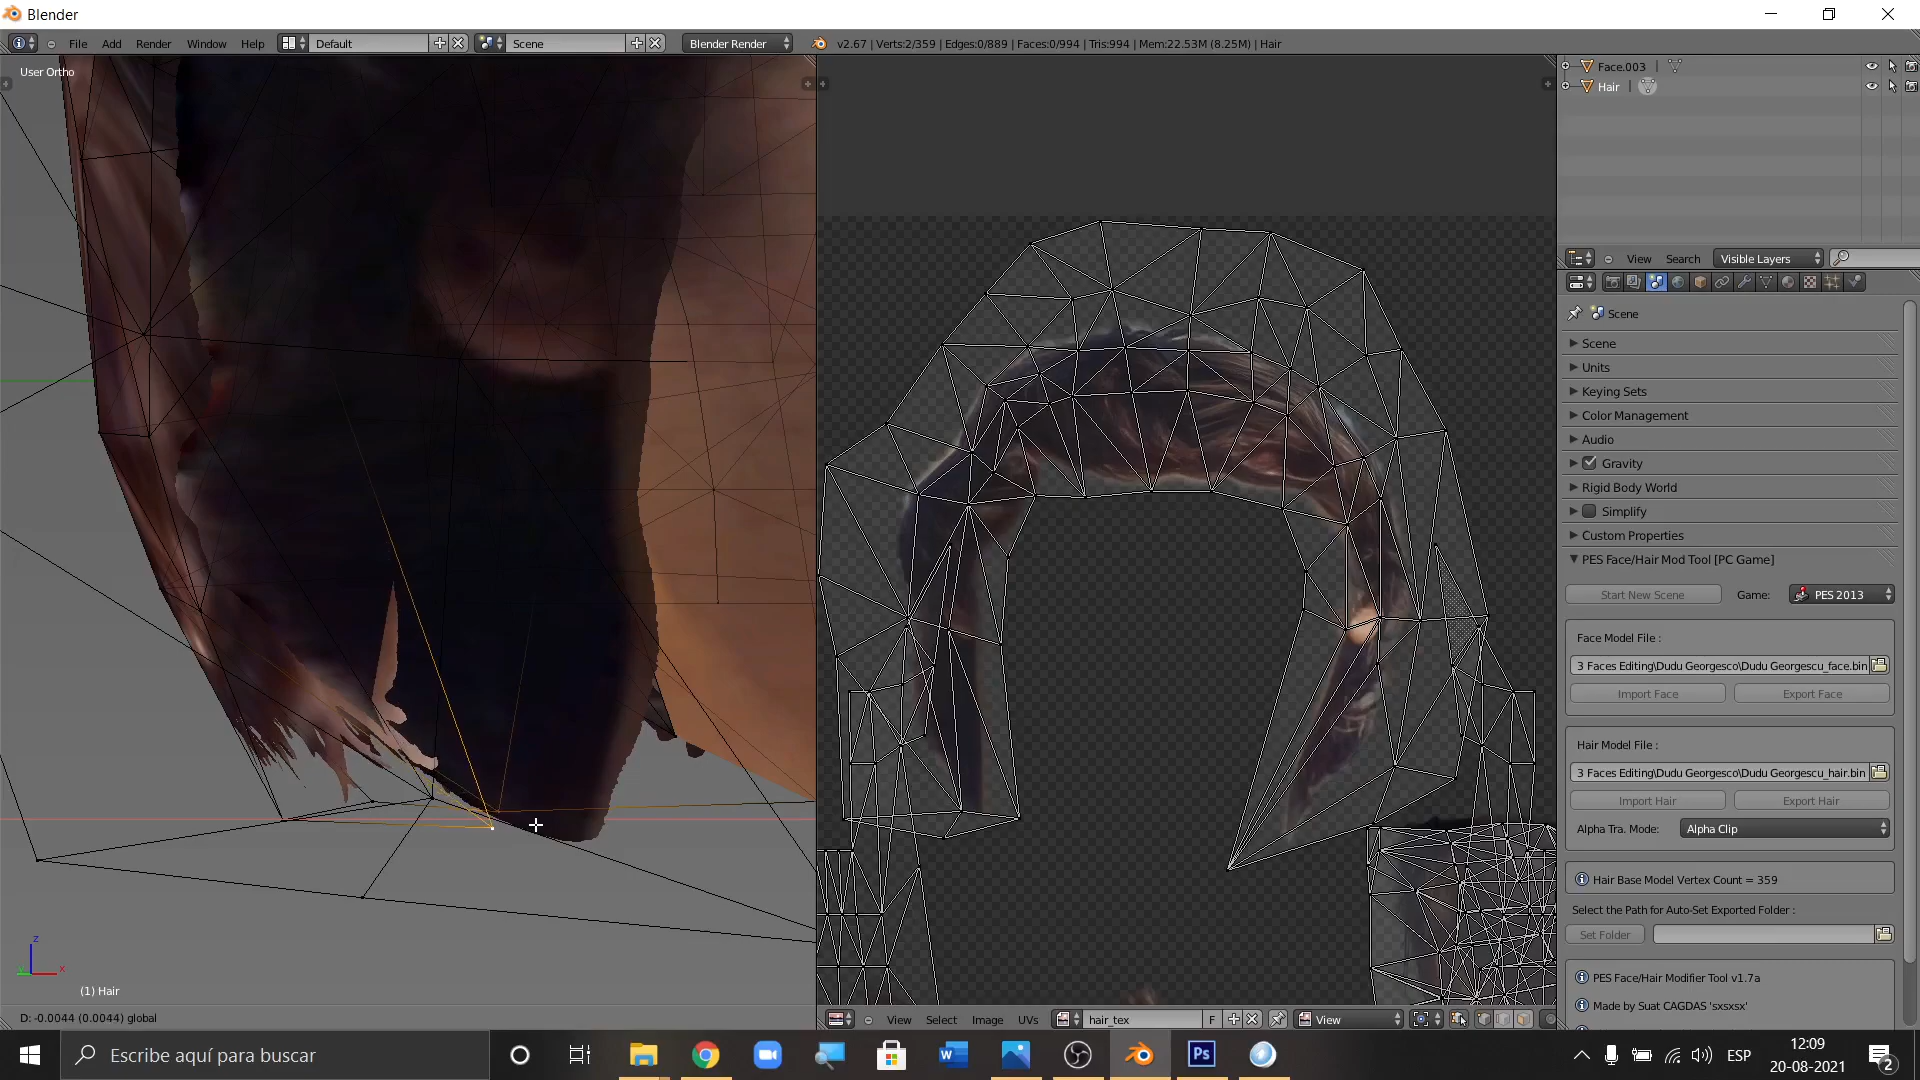 Blender
File Add Render Window Help Default Scene Blender Render v2.67 | Verts:2/359 | Edges:0/889 | Faces:0/994 | Tris:994 | Mem:22.53M (8.25M) | Hair
User Ortho
Face.003
Hair
View Search Visible Layers
Scene
Scene
Units
Keying Sets
Color Management
Audio
Gravity
Rigid Body World
Simplify
Custom Properties
PES Face/Hair Mod Tool [PC Game]
Start New Scene Game: PES 2013
Face Model File :
3 Faces Editing\Dudu Georgesco\Dudu Georgescu_face.bin
Import Face Export Face
Hair Model File :
3 Faces Editing\Dudu Georgesco\Dudu Georgescu_hair.bin
Import Hair Export Hair
Alpha Tra. Mode: Alpha Clip
Hair Base Model Vertex Count = 359
Select the Path for Auto-Set Exported Folder :
Set Folder
PES Face/Hair Modifier Tool v1.7a
Made by Suat CAGDAS 'sxsxsx'
z
x
y
(1) Hair
D: -0.0044 (0.0044) global
View Select Image UVs hair_tex F View
Escribe aquí para buscar
W
Ps
ESP
12:09
20-08-2021
2